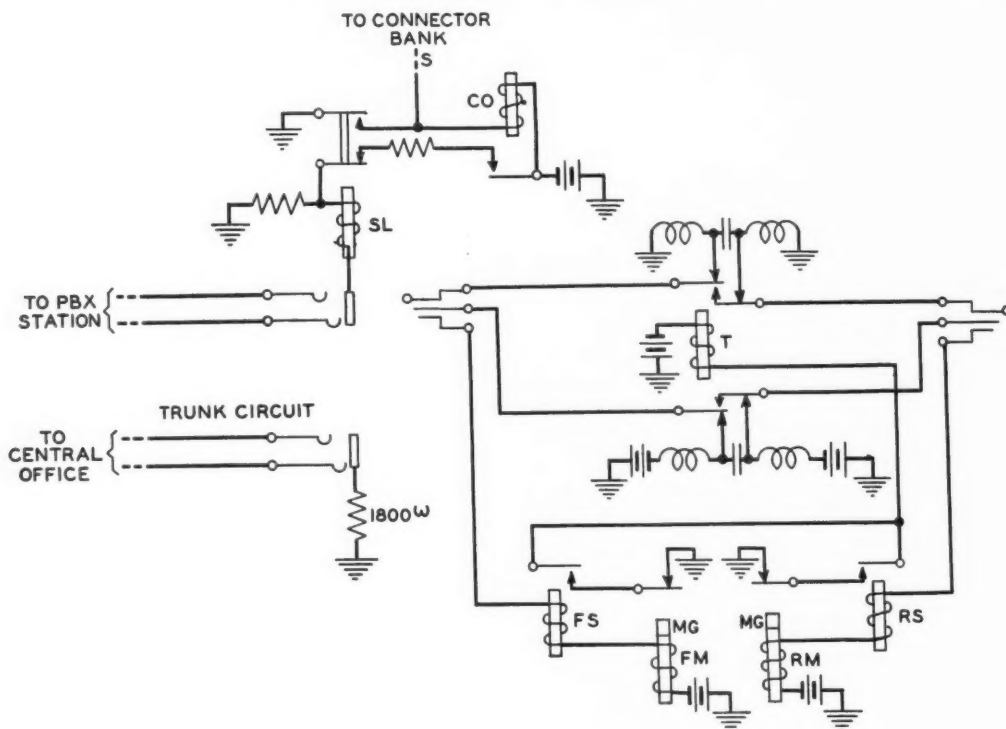 TO CONNECTOR
BANK
S
CO
SL
TO PBX
STATION
T
TRUNK CIRCUIT
TO
CENTRAL
OFFICE
1800ω
FS
MG
FM
MG
RM
RS